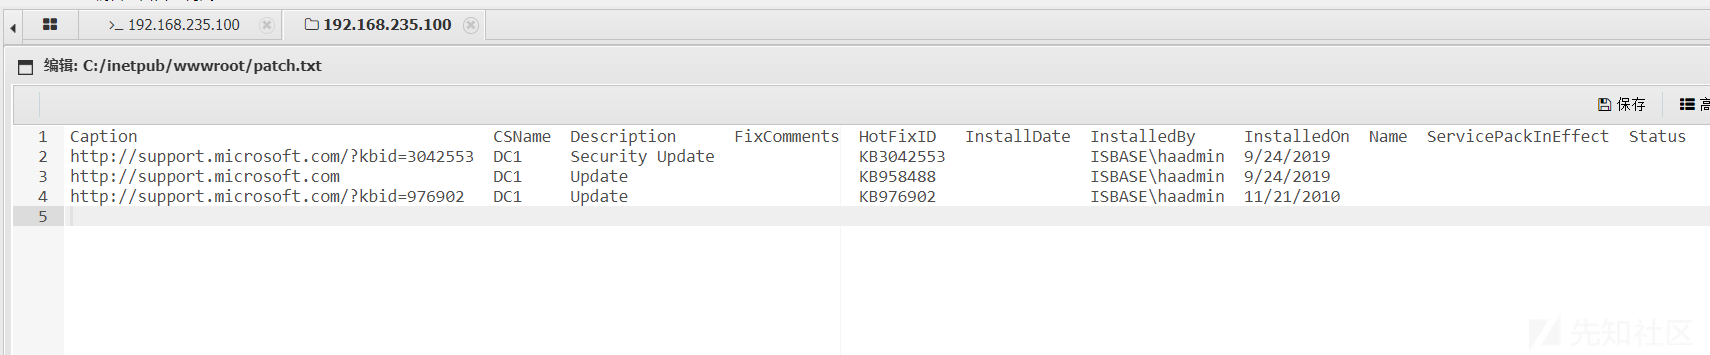 >_ 192.168.235.100 192.168.235.100
编辑: C:/inetpub/wwwroot/patch.txt
保存
1 Caption CSName Description FixComments HotFixID InstallDate InstalledBy InstalledOn Name ServicePackInEffect Status
2 http://support.microsoft.com/?kbid=3042553 DC1 Security Update KB3042553 ISBASE\haadmin 9/24/2019
3 http://support.microsoft.com DC1 Update KB958488 ISBASE\haadmin 9/24/2019
4 http://support.microsoft.com/?kbid=976902 DC1 Update KB976902 ISBASE\haadmin 11/21/2010
5
先知社区